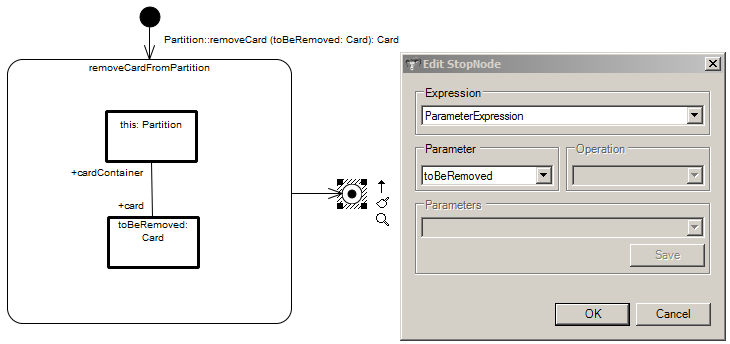 Partition::removeCard (toBeRemoved: Card): Card
removeCardFromPartition
this: Partition
+cardContainer
+card
toBeRemoved:
Card
Edit StopNode
Expression
ParameterExpression
Parameter
Operation
toBeRemoved
Parameters
Save
OK
Cancel